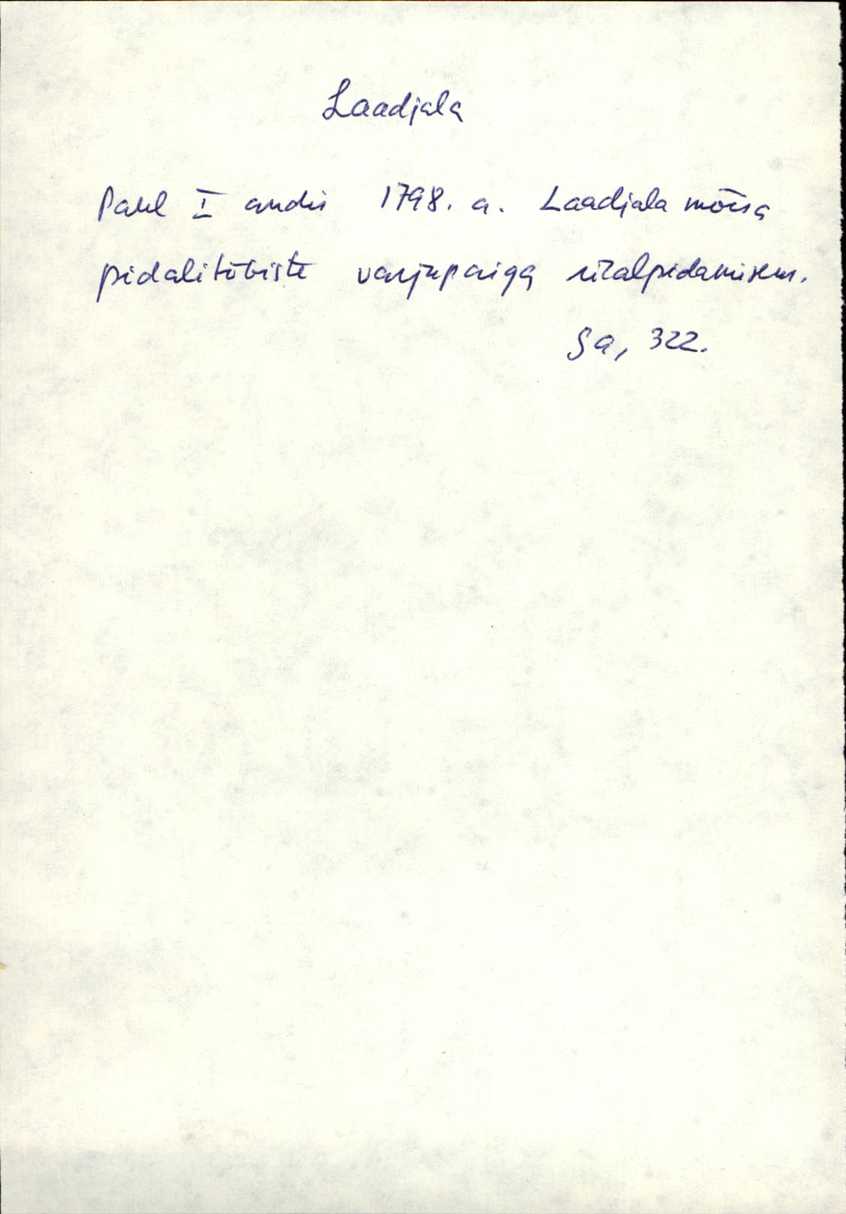 Laadjala
Paul I andis 1798. a. Laadjala mõisa
pidalitõbiste varjupaiga ülalpidamiseks.
Sa, 322.